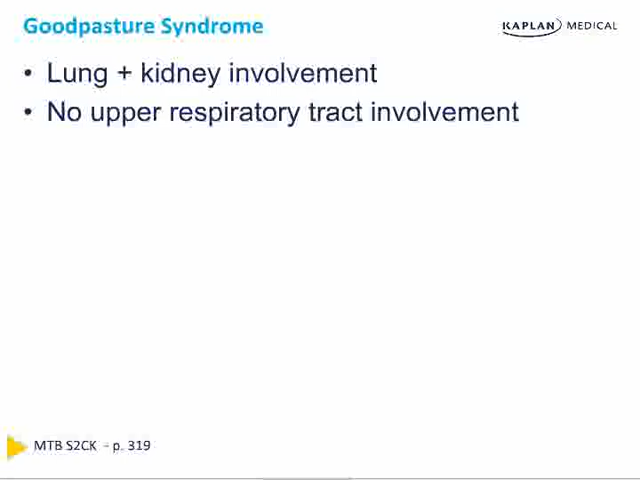 Goodpasture Syndrome
KAPLAN MEDICAL
• Lung + kidney involvement
• No upper respiratory tract involvement
MTB S2CK - p. 319